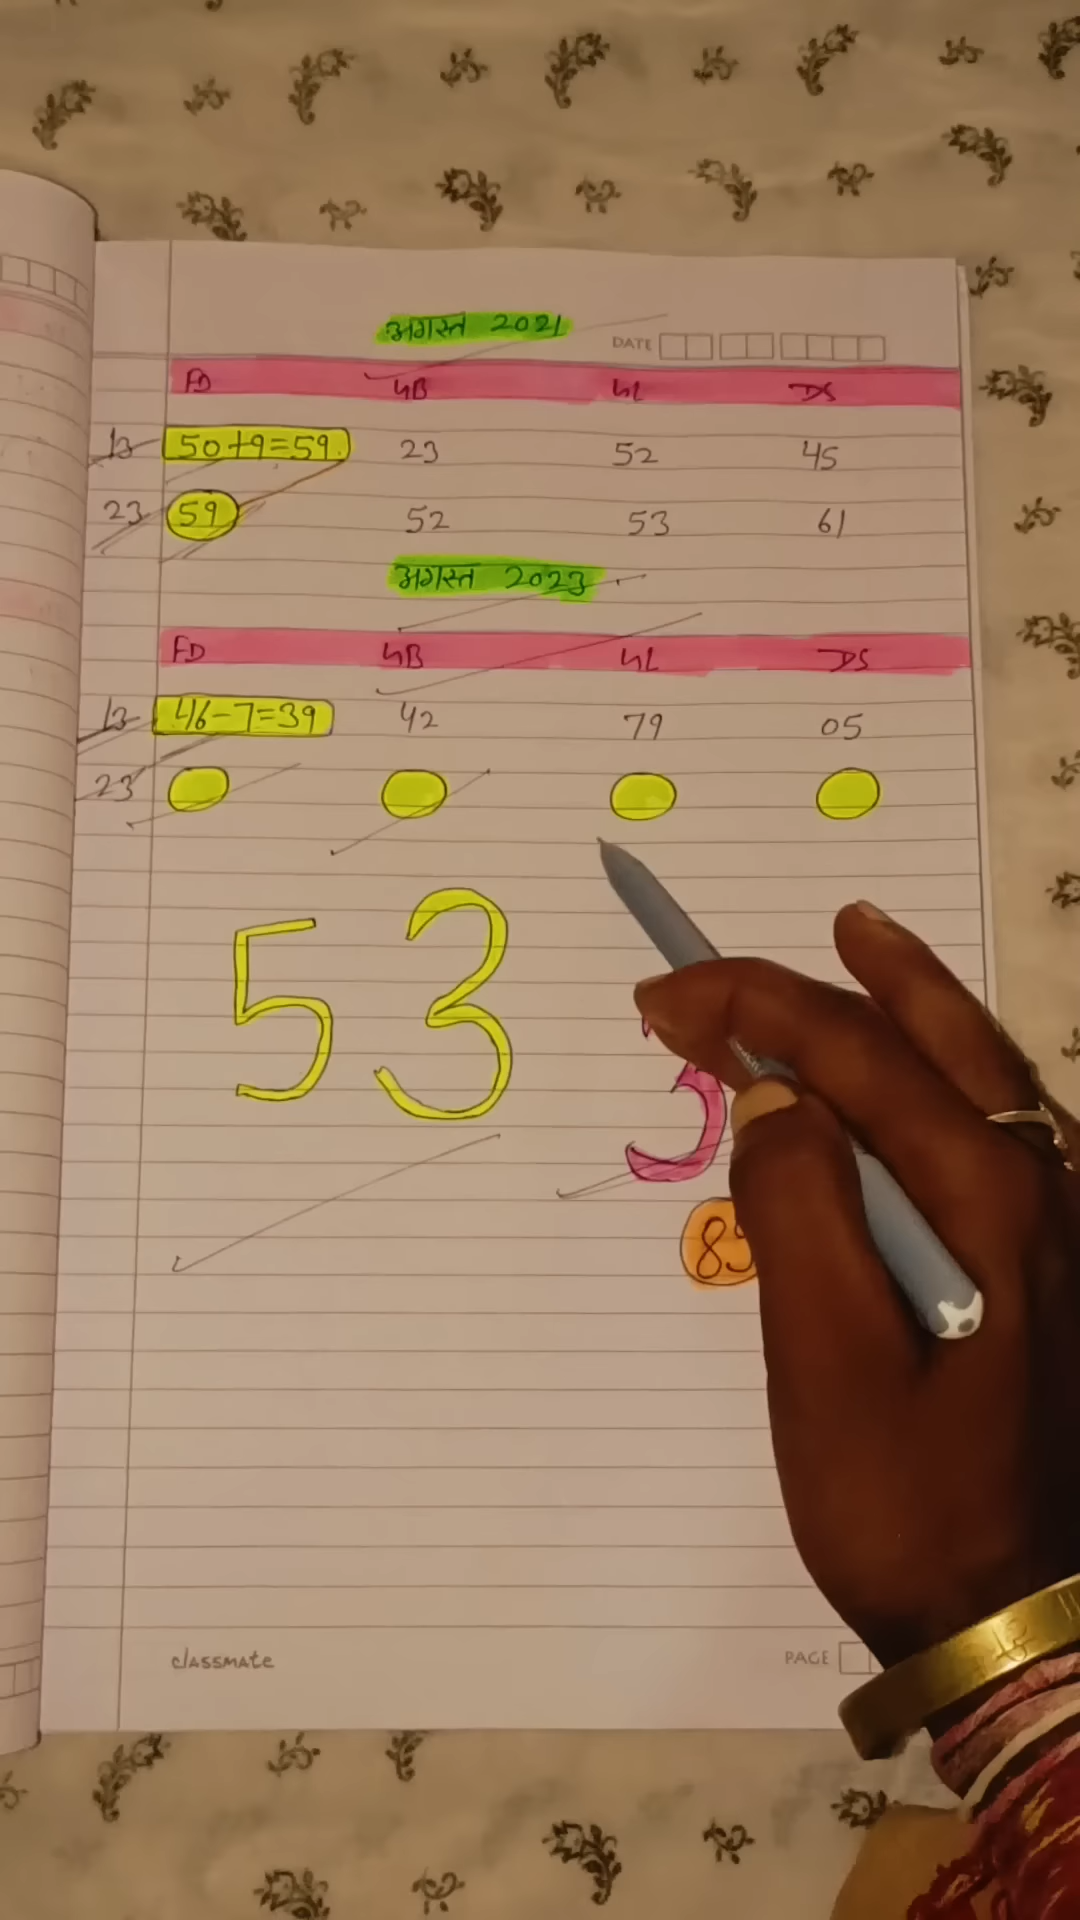 अगस्त 2021
DATE
FD GB GL DS
13 50+9=59. 23 52 45
23 59 52 53 61
अगस्त 2023
FD GB GL DS
13 46-7=39 42 79 05
23
53
classmate
PAGE